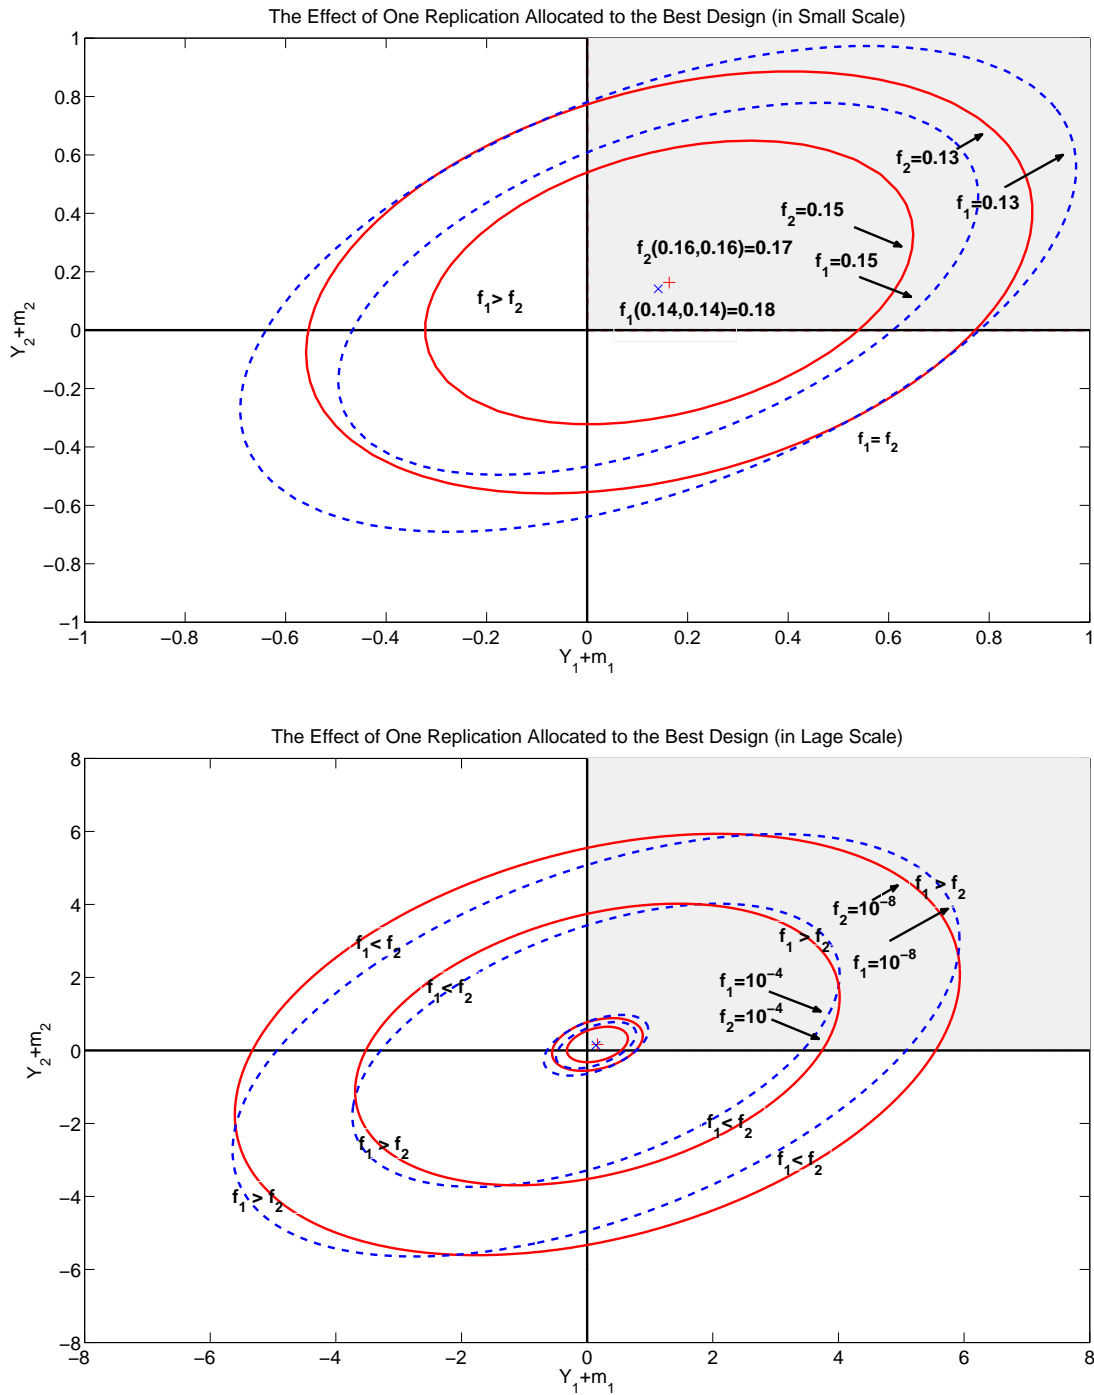 The Effect of One Replication Allocated to the Best Design (in Small Scale)
1
0.8
0.6
0.4
0.2
0
−0.2
−0.4
−0.6
−0.8
−1
Y2+m2
f2=0.13
f1=0.13
f2=0.15
f2(0.16,0.16)=0.17
f1=0.15
f1> f2
f1(0.14,0.14)=0.18
f1= f2
−1 −0.8 −0.6 −0.4 −0.2 0 0.2 0.4 0.6 0.8 1
Y1+m1
The Effect of One Replication Allocated to the Best Design (in Lage Scale)
8
6
4
2
0
−2
−4
−6
−8
Y2+m2
f1 > f2
f2=10−8
f1< f2
f1 > f2
f1=10−8
f1< f2
f1=10−4
f2=10−4
f1< f2
f1 > f2
f1< f2
f1 > f2
−8 −6 −4 −2 0 2 4 6 8
Y1+m1